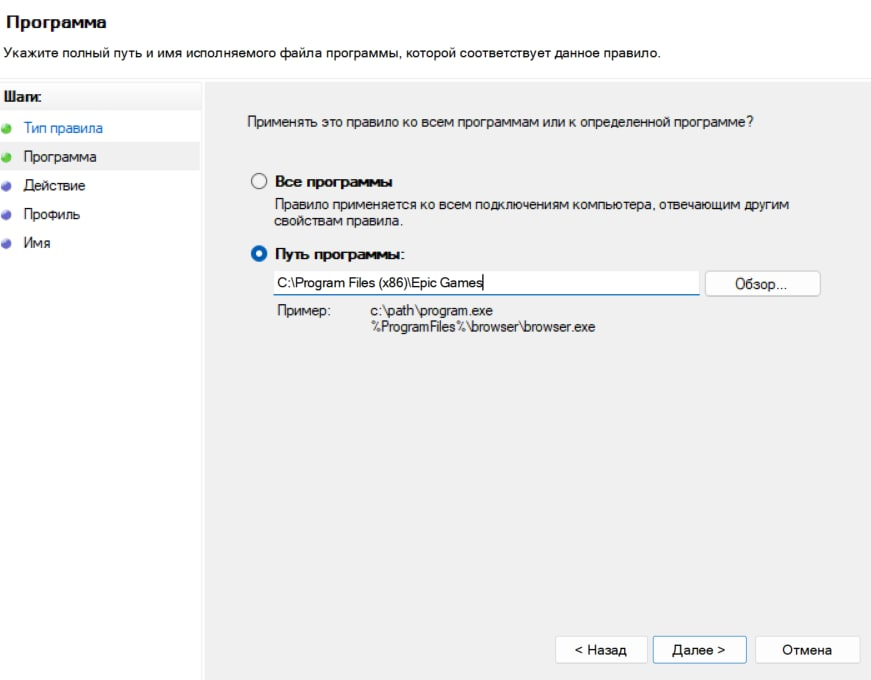 Программа
Укажите полный путь и имя исполняемого файла программы, которой соответствует данное правило.
Шаги:
Тип правила
Программа
Действие
Профиль
Имя
Применять это правило ко всем программам или к определенной программе?
Все программы
Правило применяется ко всем подключениям компьютера, отвечающим другим
свойствам правила.
Путь программы:
C:\Program Files (x86)\Epic Games
Обзор...
Пример: c:\path\program.exe
%ProgramFiles%\browser\browser.exe
< Назад
Далее >
Отмена